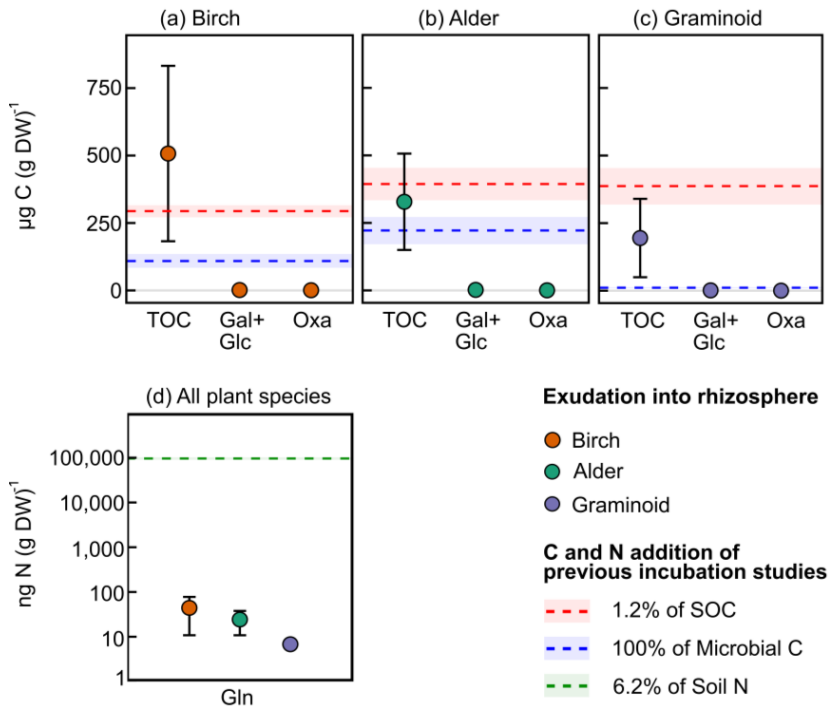 (a) Birch
(b) Alder
(c) Graminoid
µg C (g DW)⁻¹
750
500
250
0
TOC
Gal+
Glc
Oxa
TOC
Gal+
Glc
Oxa
TOC
Gal+
Glc
Oxa
(d) All plant species
ng N (g DW)⁻¹
100,000
10,000
1,000
100
10
1
Gln
Exudation into rhizosphere
Birch
Alder
Graminoid
C and N addition of
previous incubation studies
1.2% of SOC
100% of Microbial C
6.2% of Soil N